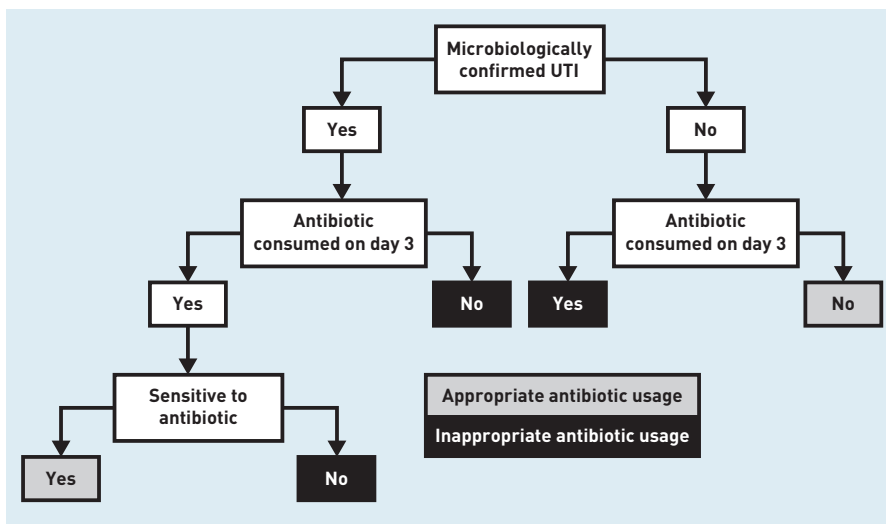 Microbiologically
confirmed UTI
Yes
No
Antibiotic
consumed on day 3
Antibiotic
consumed on day 3
Yes
No
Yes
No
Sensitive to
antibiotic
Appropriate antibiotic usage
Inappropriate antibiotic usage
Yes
No